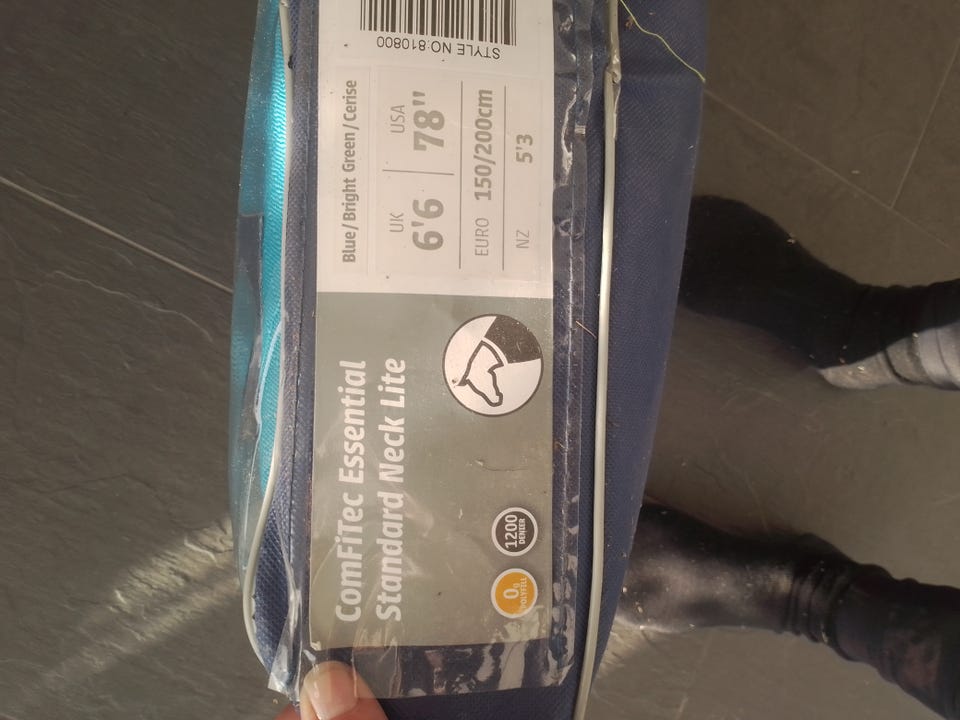 ComFiTec Essential
Standard Neck Lite
0g
POLYFILL
1200
DENIER
Blue/Bright Green/Cerise
UK
6'6
USA
78"
EURO 150/200cm
NZ 5'3
STYLE NO:810800